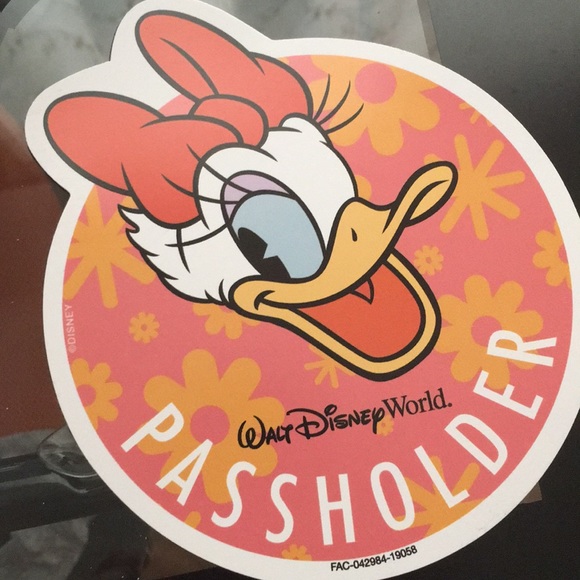 ©DISNEY
Walt Disney World.
PASSHOLDER
FAC-042984-19058